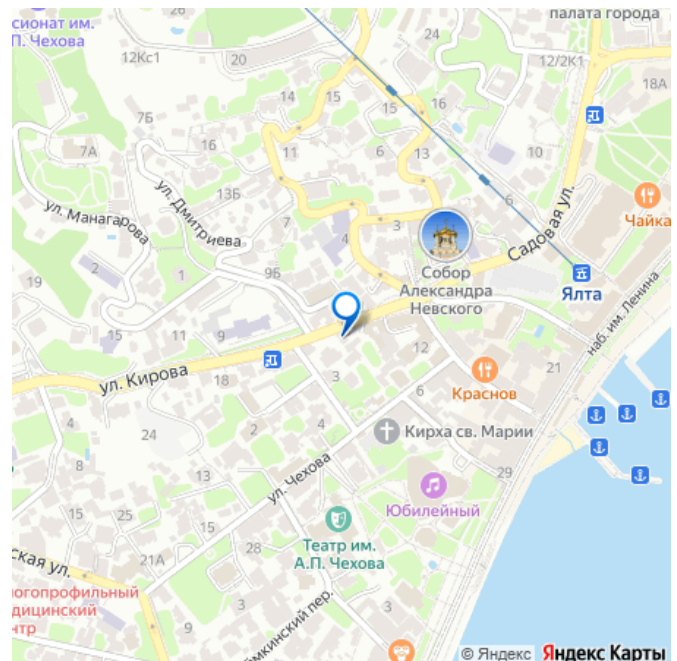 сионат им.
П. Чехова
палата города
12Кс1
20
12/2К1
18А
14
15
15
16
7Б
16
11
6
13
10
7А
ул. Дмитриева
13Б
7
3
6
Садовая ул.
Чайка
ул. Манагарова
4
2
1
9Б
Собор
Александра
Невского
Ялта
наб. им. Ленина
19
15
11
9
12
21
ул. Кирова
18
3
6
Краснов
24
2
4
Кирха св. Марии
8
13
ул. Чехова
29
Юбилейный
15
25
15
4
Театр им.
А.П. Чехова
21А
28
ская ул.
огопрофильный
дицинский
нтр
9
3
мкинский пер.
© Яндекс Яндекс Карты